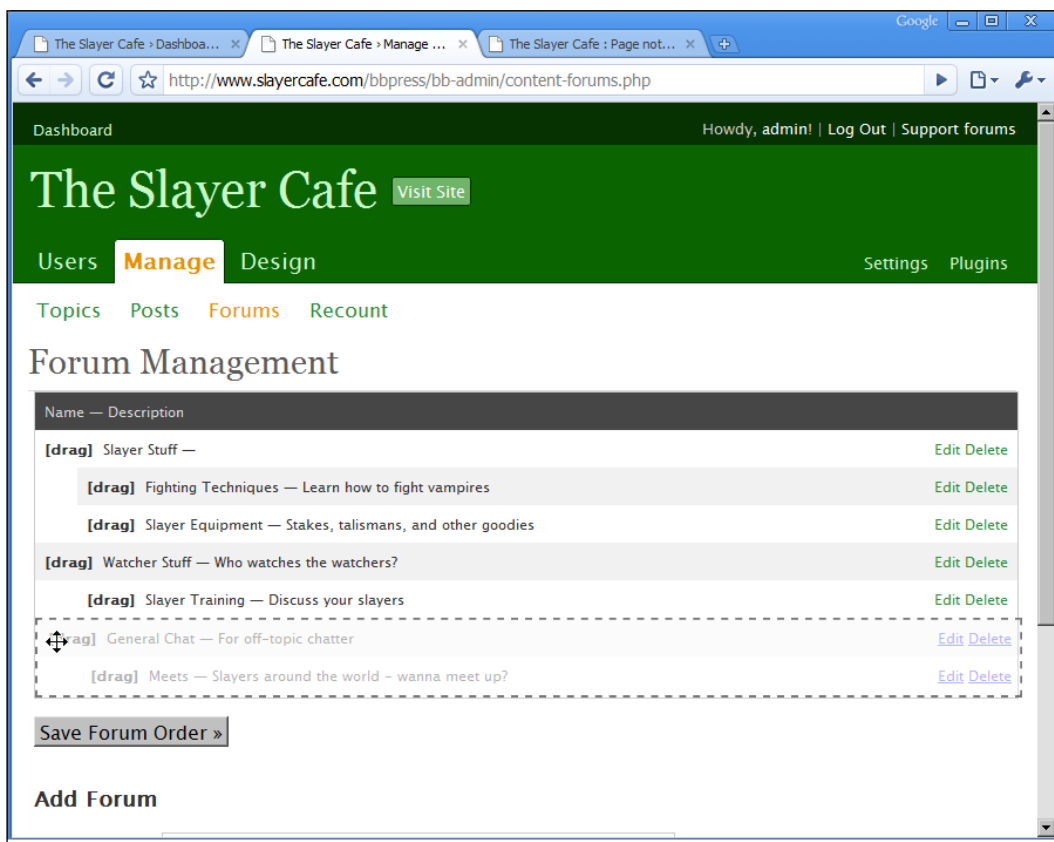 Google
The Slayer Cafe › Dashboa... The Slayer Cafe › Manage ... The Slayer Cafe : Page not...
http://www.slayercafe.com/bbpress/bb-admin/content-forums.php
Dashboard Howdy, admin! | Log Out | Support forums
The Slayer Cafe Visit Site
Users Manage Design Settings Plugins
Topics Posts Forums Recount
Forum Management
Name — Description
[drag] Slayer Stuff — Edit Delete
[drag] Fighting Techniques — Learn how to fight vampires Edit Delete
[drag] Slayer Equipment — Stakes, talismans, and other goodies Edit Delete
[drag] Watcher Stuff — Who watches the watchers? Edit Delete
[drag] Slayer Training — Discuss your slayers Edit Delete
rag] General Chat — For off-topic chatter Edit Delete
[drag] Meets — Slayers around the world - wanna meet up? Edit Delete
Save Forum Order »
Add Forum